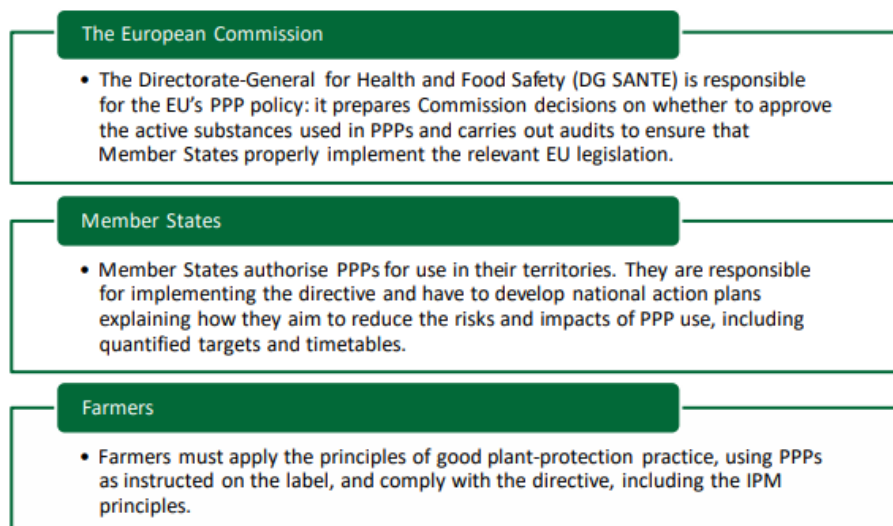 The European Commission
• The Directorate-General for Health and Food Safety (DG SANTE) is responsible
for the EU's PPP policy: it prepares Commission decisions on whether to approve
the active substances used in PPPs and carries out audits to ensure that
Member States properly implement the relevant EU legislation.
Member States
• Member States authorise PPPs for use in their territories. They are responsible
for implementing the directive and have to develop national action plans
explaining how they aim to reduce the risks and impacts of PPP use, including
quantified targets and timetables.
Farmers
• Farmers must apply the principles of good plant-protection practice, using PPPs
as instructed on the label, and comply with the directive, including the IPM
principles.